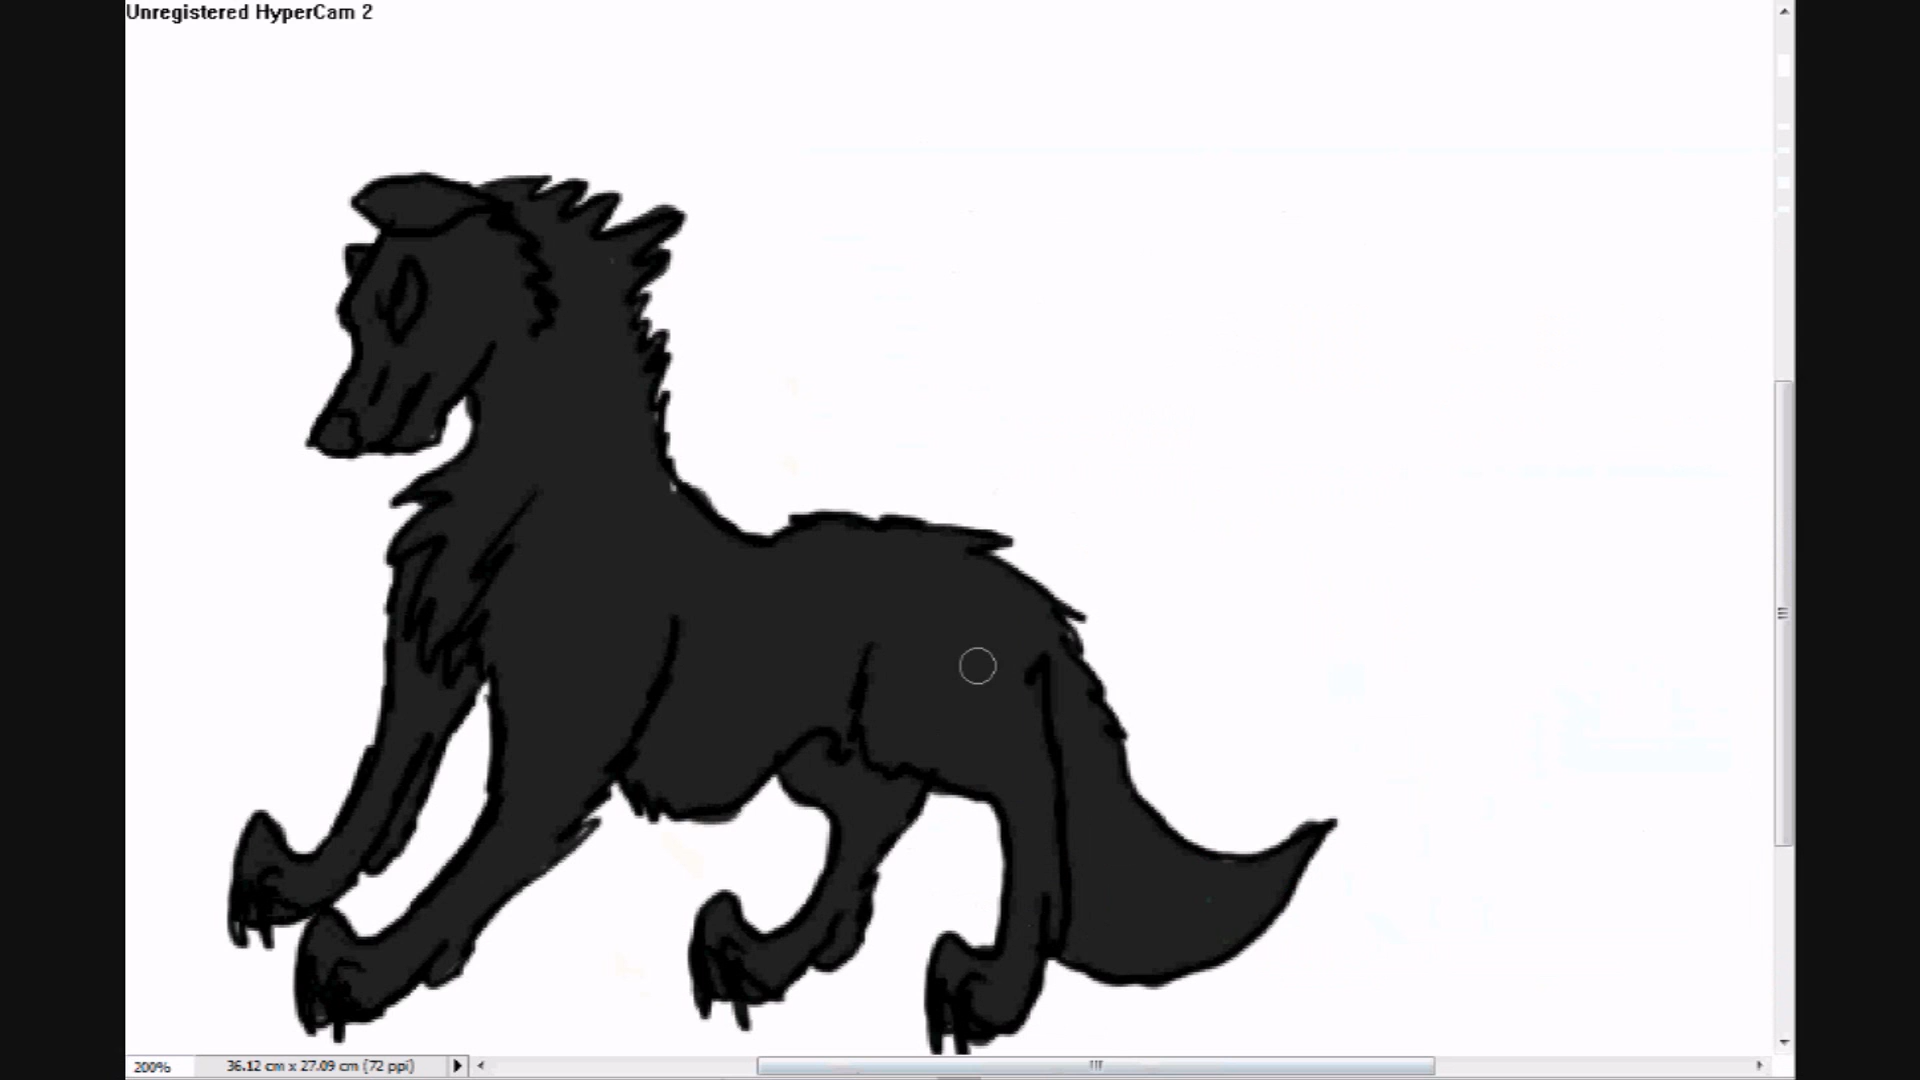 Unregistered HyperCam 2
200%
36.12 cm x 27.09 cm (72 ppi)